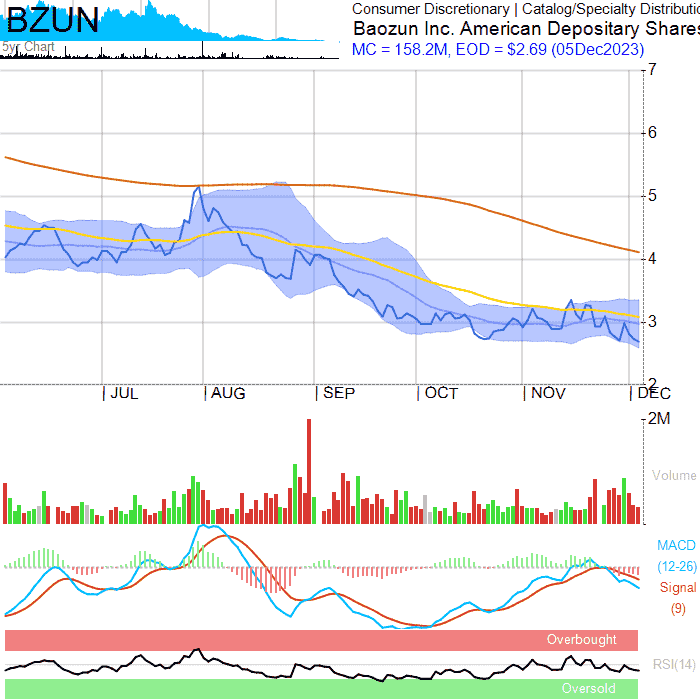 BZUN
5yr Chart
Consumer Discretionary | Catalog/Specialty Distributio
Baozun Inc. American Depositary Shares
MC = 158.2M, EOD = $2.69 (05Dec2023)
7
6
5
4
3
2
JUL AUG SEP OCT NOV DEC
2M
Volume
MACD
(12-26)
Signal
(9)
Overbought
RSI(14)
Oversold